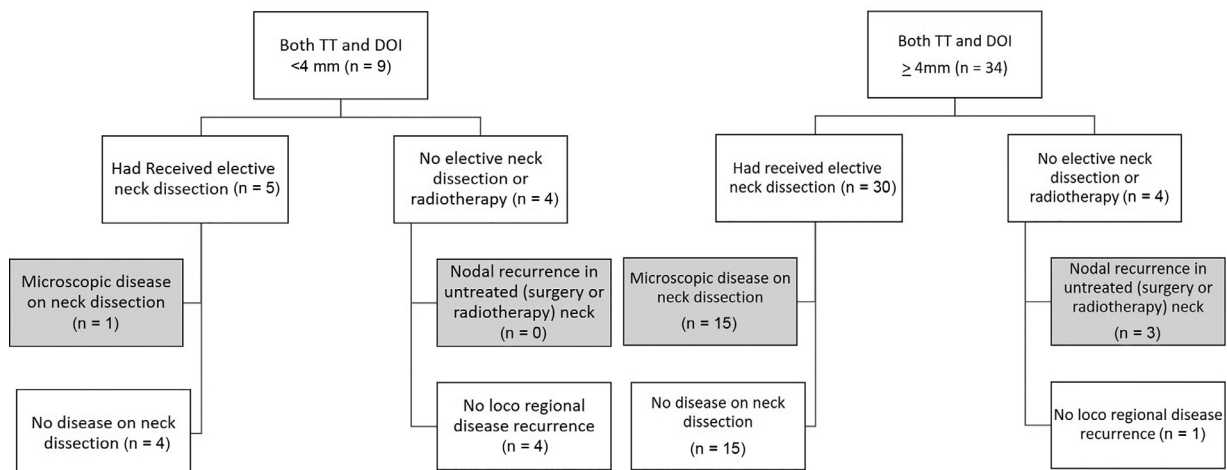 Both TT and DOI
<4 mm (n = 9)
Had Received elective
neck dissection (n = 5)
No elective neck
dissection or
radiotherapy (n = 4)
Microscopic disease
on neck dissection
(n = 1)
Nodal recurrence in
untreated (surgery or
radiotherapy) neck
(n = 0)
No disease on neck
dissection (n = 4)
No loco regional
disease recurrence
(n = 4)
Both TT and DOI
≥ 4mm (n = 34)
Had received elective
neck dissection (n = 30)
No elective neck
dissection or
radiotherapy (n = 4)
Microscopic disease on
neck dissection
(n = 15)
Nodal recurrence in
untreated (surgery or
radiotherapy) neck
(n = 3)
No disease on neck
dissection
(n = 15)
No loco regional disease
recurrence (n = 1)